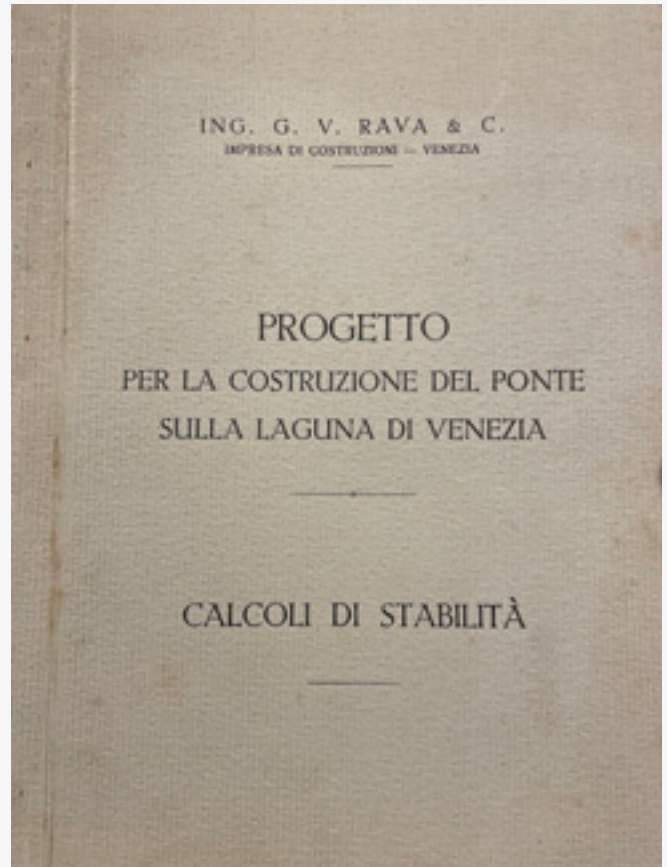 ING. G. V. RAVA & C.
IMPRESA DI COSTRUZIONI — VENEZIA
PROGETTO
PER LA COSTRUZIONE DEL PONTE
SULLA LAGUNA DI VENEZIA
CALCOLI DI STABILITÀ